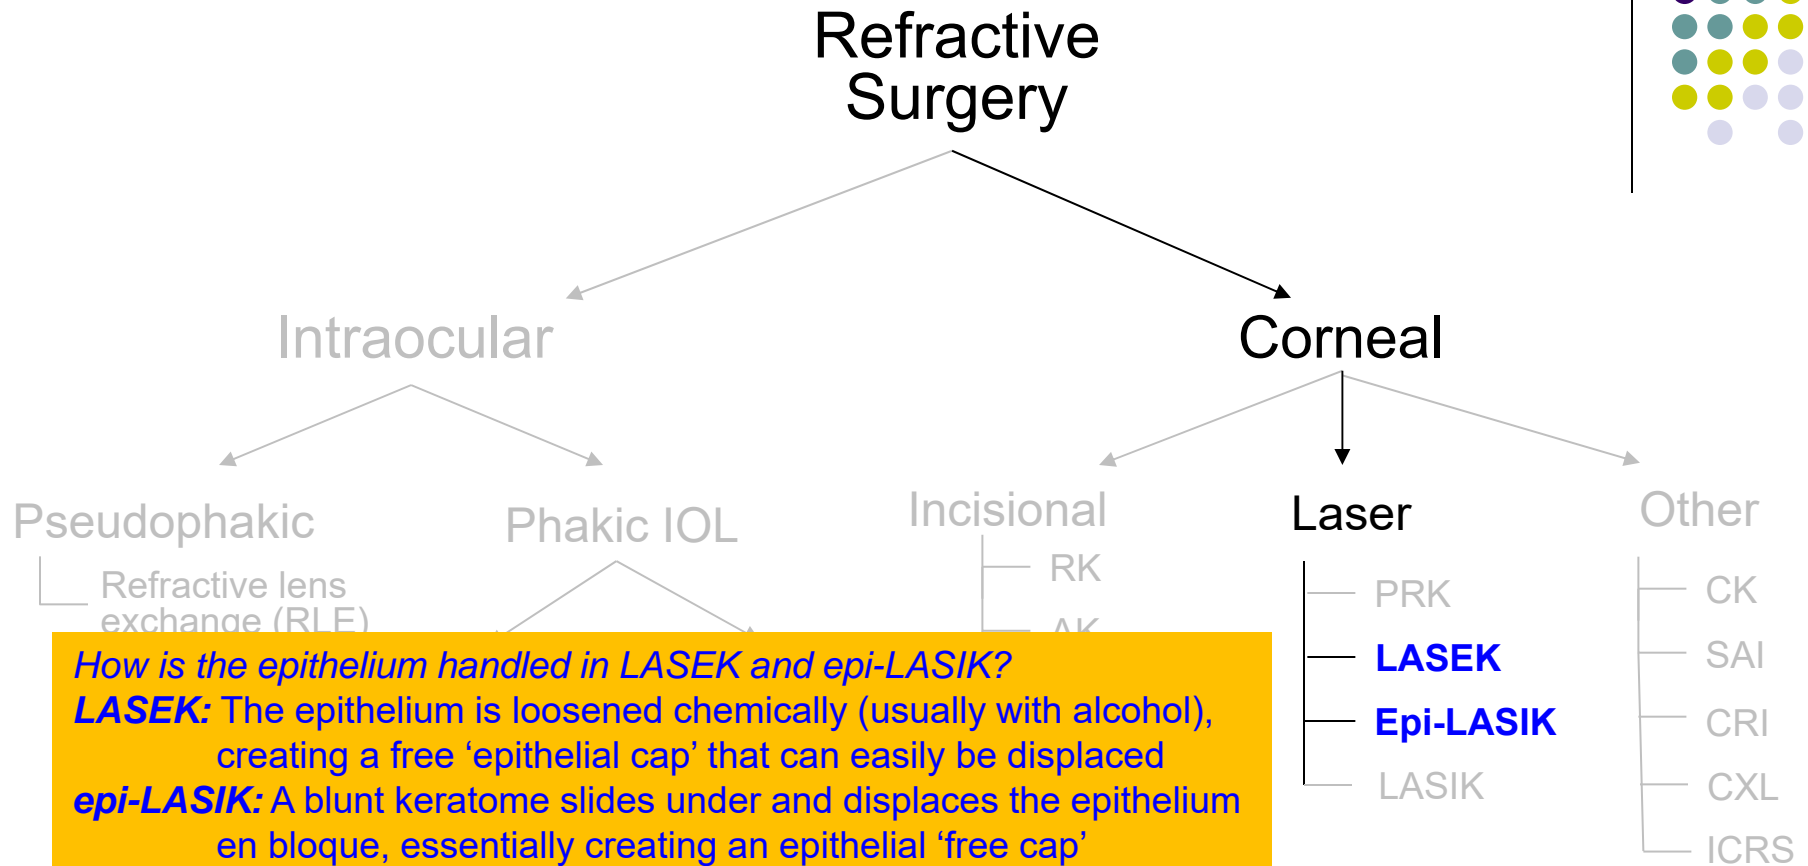 Refractive
Surgery
Intraocular
Corneal
Pseudophakic
Phakic IOL
Incisional
Laser
Other
Refractive lens
exchange (RLE)
RK
AK
PRK
LASEK
Epi-LASIK
LASIK
CK
SAI
CRI
CXL
ICRS
How is the epithelium handled in LASEK and epi-LASIK?
LASEK: The epithelium is loosened chemically (usually with alcohol),
creating a free ‘epithelial cap’ that can easily be displaced
epi-LASIK: A blunt keratome slides under and displaces the epithelium
en bloque, essentially creating an epithelial ‘free cap’